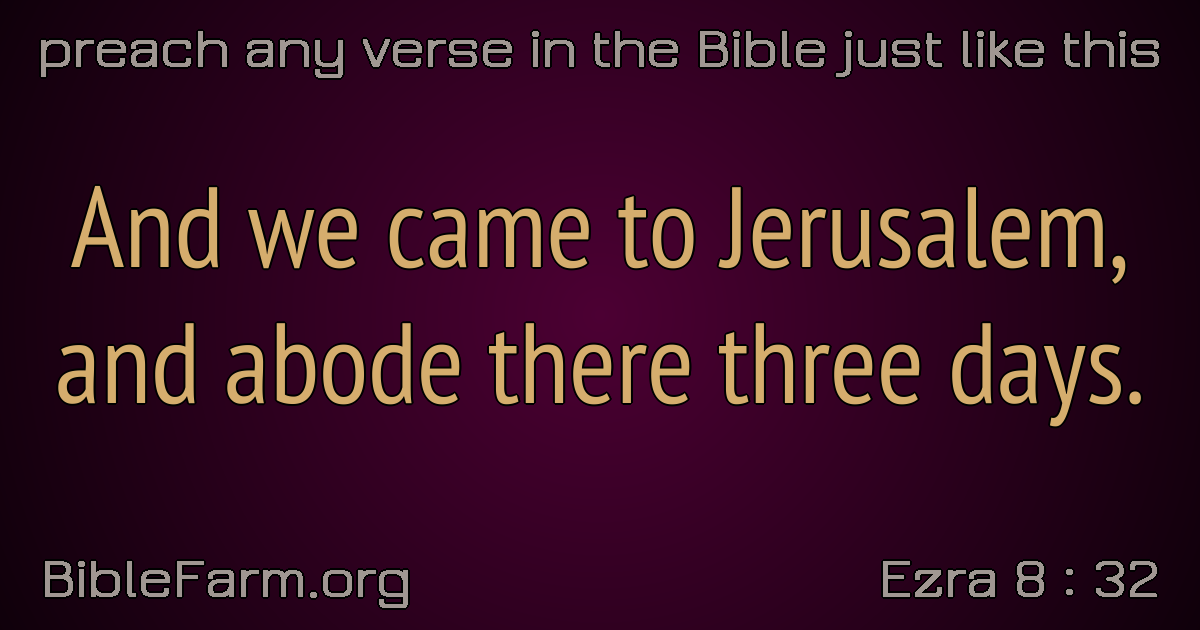 preach any verse in the Bible just like this
And we came to Jerusalem,
and abode there three days.
BibleFarm.org
Ezra 8 : 32